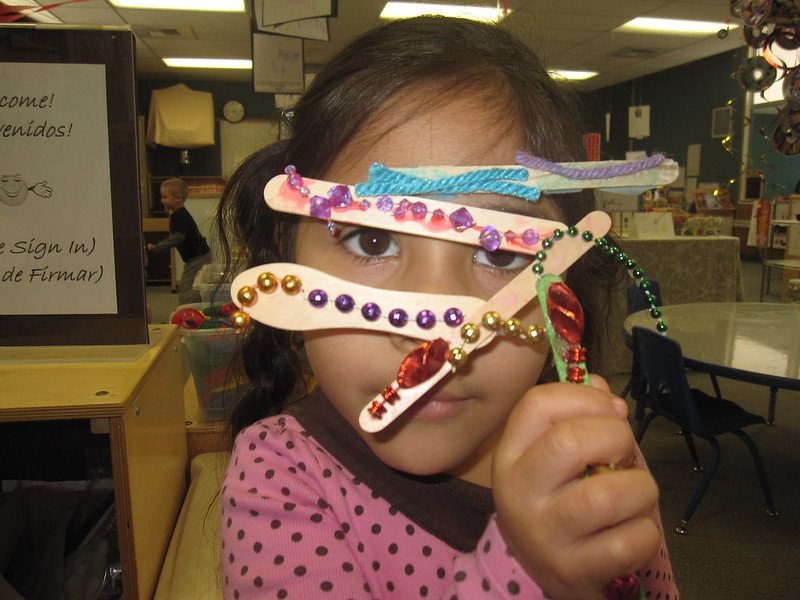 come!
venidos!
e Sign In)
de Firmar)